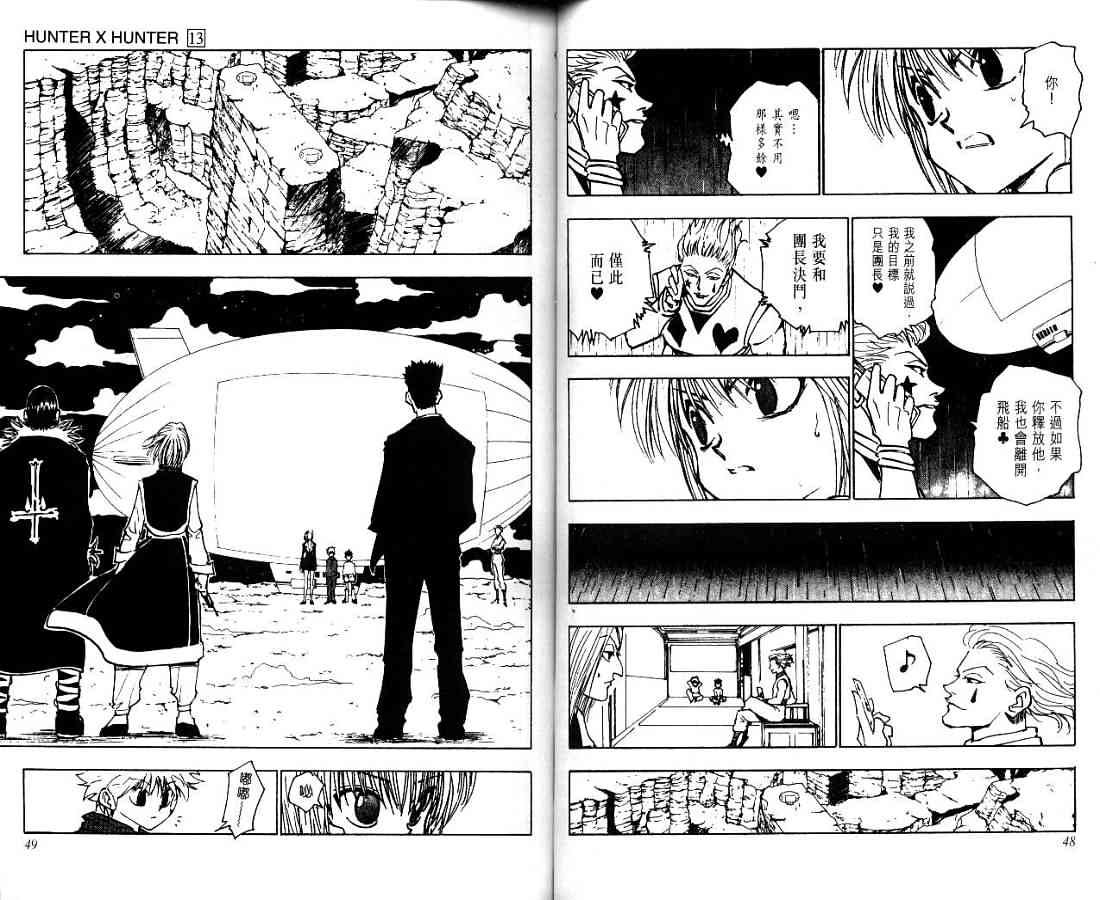 你!
嗯…
其實不用
那樣多餘♥
我之前就說過…
我的目標
只是團長♥
不過如果
你釋放他，
我也會離開
飛船♣
我要和
團長決鬥，
僅此
而已♥
♪
48
HUNTER X HUNTER 13
嘟
嘟…
49